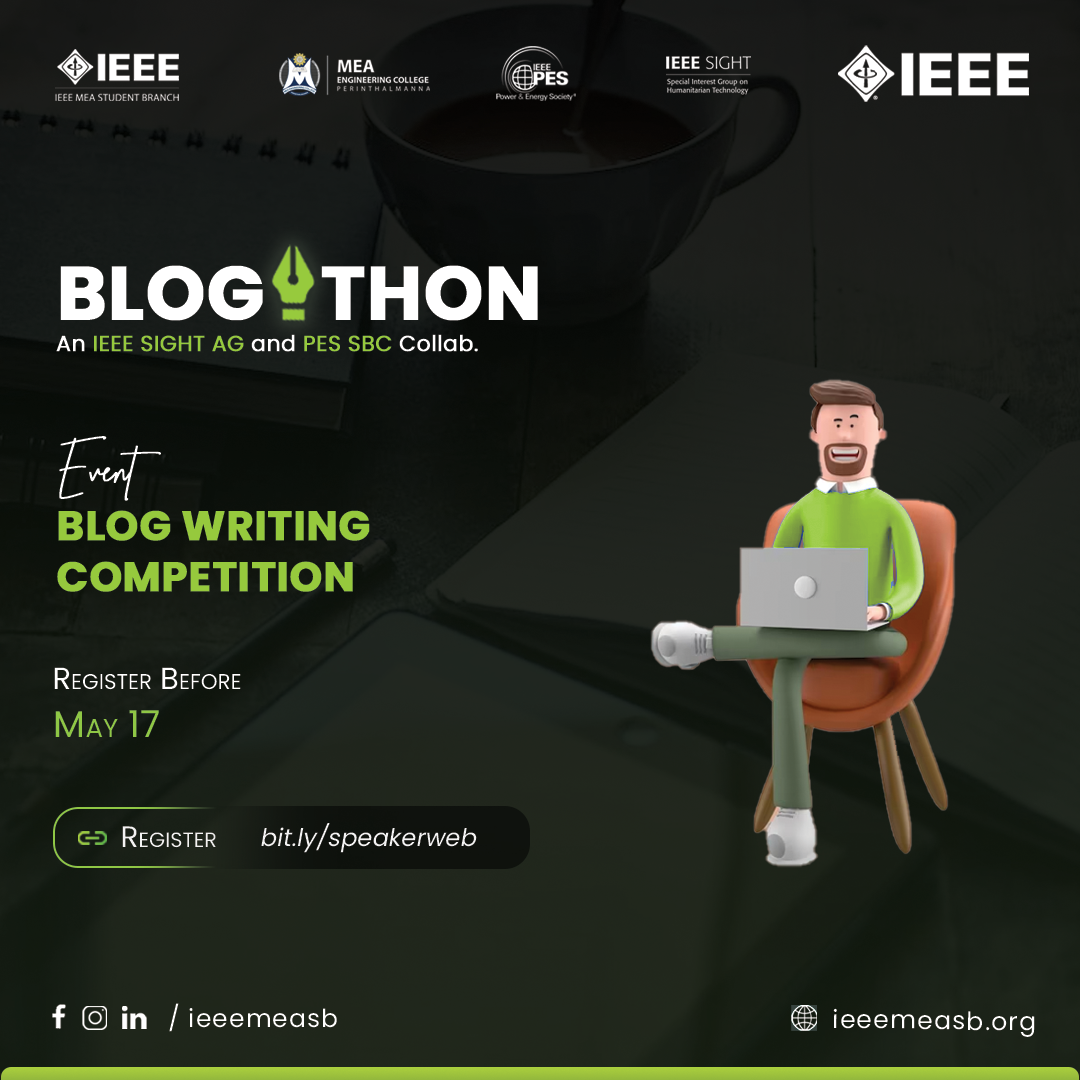 IEEE
IEEE MEA STUDENT BRANCH
MEA
ENGINEERING COLLEGE
PERINTHALMANNA
IEEE
PES
Power & Energy Society®
IEEE SIGHT
Special Interest Group on
Humanitarian Technology
IEEE
BLOG THON
An IEEE SIGHT AG and PES SBC Collab.
Event
BLOG WRITING
COMPETITION
Register Before
May 17
Register bit.ly/speakerweb
/ ieeemeasb
ieeemeasb.org